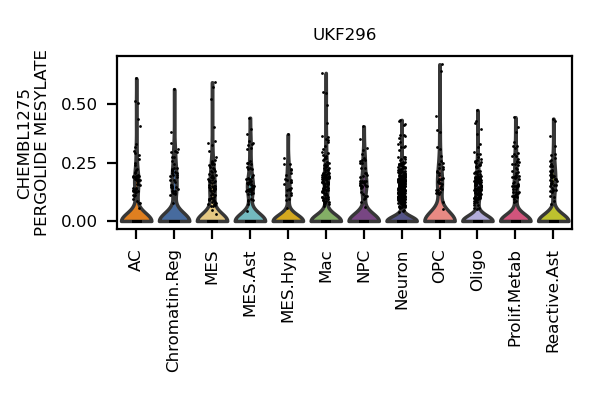 UKF296
CHEMBL1275
PERGOLIDE MESYLATE
0.50
0.25
0.00
AC
Chromatin.Reg
MES
MES.Ast
MES.Hyp
Mac
NPC
Neuron
OPC
Oligo
Prolif.Metab
Reactive.Ast